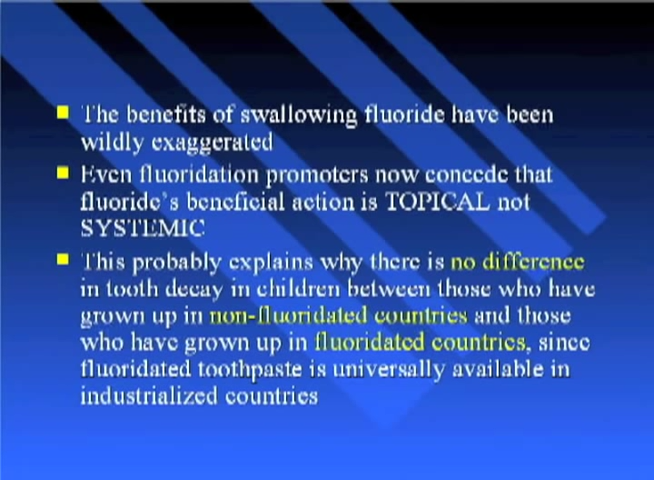 The benefits of swallowing fluoride have been
wildly exaggerated
Even fluoridation promoters now concede that
fluoride's beneficial action is TOPICAL not
SYSTEMIC
This probably explains why there is no difference
in tooth decay in children between those who have
grown up in non-fluoridated countries and those
who have grown up in fluoridated countries, since
fluoridated toothpaste is universally available in
industrialized countries